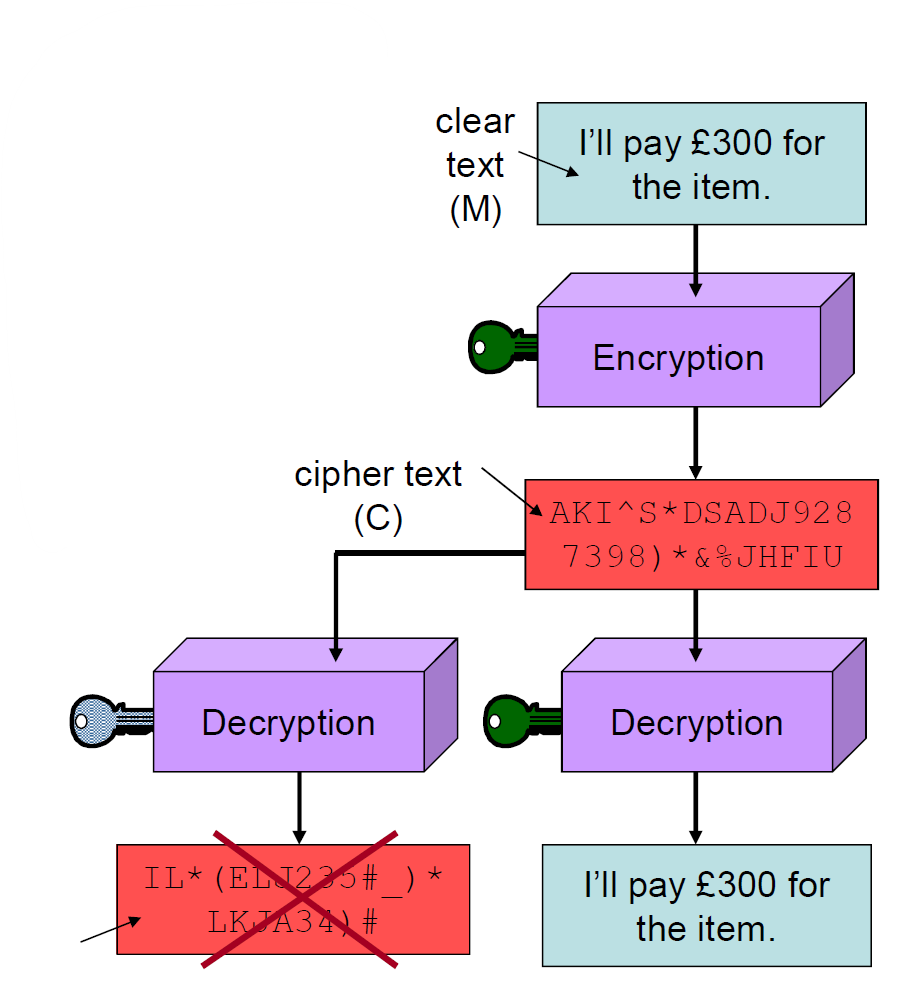 clear
text
(M)
I'll pay £300 for
the item.
Encryption
cipher text
(C)
AKI^S*DSADJ928
7398)*&%JHFIU
Decryption
Decryption
IL*(ELJ235#_)*
LKJA34)#
I'll pay £300 for
the item.